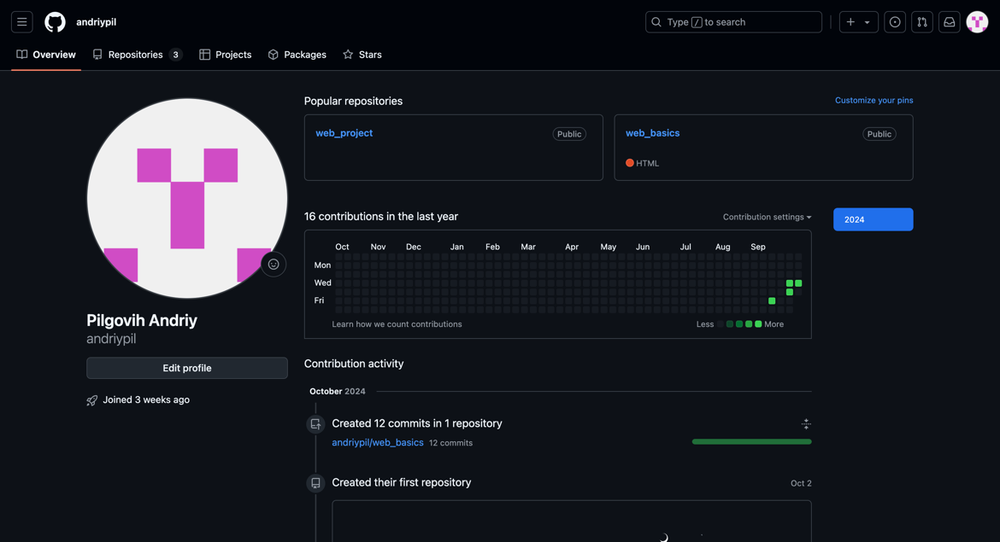 andriypil
Type / to search
Overview
Repositories 3
Projects
Packages
Stars
Popular repositories
Customize your pins
web_project
Public
web_basics
Public
HTML
16 contributions in the last year
Contribution settings
2024
Oct Nov Dec Jan Feb Mar Apr May Jun Jul Aug Sep
Mon
Wed
Fri
Learn how we count contributions
Less More
Pilgovih Andriy
andriypil
Edit profile
Joined 3 weeks ago
Contribution activity
October 2024
Created 12 commits in 1 repository
andriypil/web_basics 12 commits
Created their first repository
Oct 2